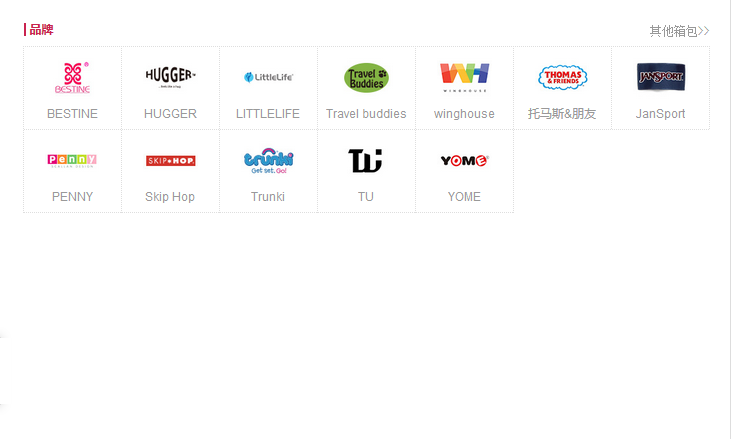 品牌
其他箱包
BESTINE
HUGGER
LittleLife
Travel
Buddies
WH
WINGHOUSE
THOMAS
& FRIENDS
JANSPORT
BESTINE
HUGGER
LITTLELIFE
Travel buddies
winghouse
托马斯&朋友
JanSport
Penny
SKIP HOP
trunki
Get set. Go!
TU
YOME
PENNY
Skip Hop
Trunki
TU
YOME